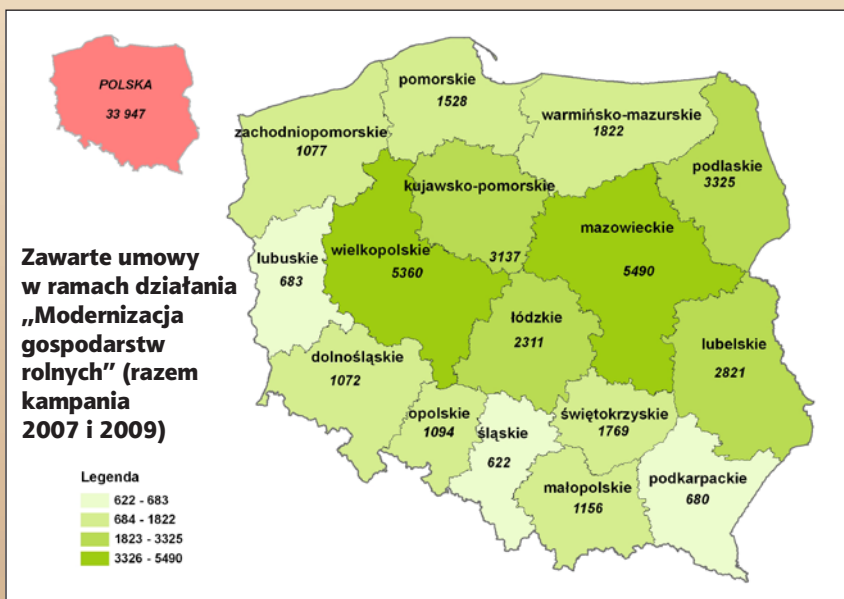 POLSKA
33 947
pomorskie
1528
warmińsko-mazurskie
1822
zachodniopomorskie
1077
podlaskie
3325
kujawsko-pomorskie
3137
mazowieckie
5490
wielkopolskie
5360
lubuskie
683
łódzkie
2311
lubelskie
2821
dolnośląskie
1072
opolskie
1094
śląskie
622
świętokrzyskie
1769
małopolskie
1156
podkarpackie
680
Zawarte umowy
w ramach działania
„Modernizacja
gospodarstw
rolnych” (razem
kampania
2007 i 2009)
Legenda
622 - 683
684 - 1822
1823 - 3325
3326 - 5490